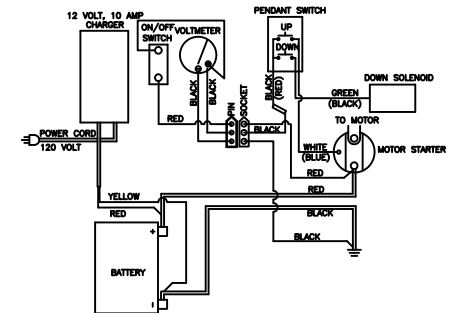 PENDANT SWITCH
12 VOLT, 10 AMP
CHARGER
ON/OFF
SWITCH
VOLTMETER
UP
DOWN
BLACK
BLACK
BLACK
(RED)
DOWN SOLENOID
GREEN
(BLACK)
PIN
SOCKET
RED
BLACK
TO MOTOR
POWER CORD
120 VOLT
WHITE
(BLUE)
MOTOR STARTER
RED
RED
YELLOW
RED
BLACK
BLACK
+
BATTERY
-